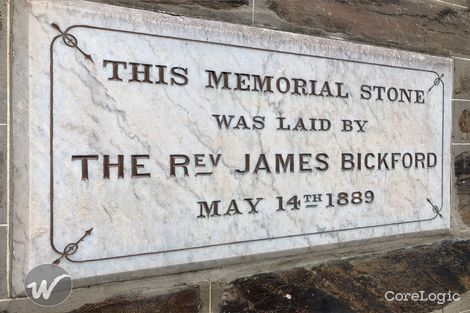 THIS MEMORIAL STONE
WAS LAID BY
THE REV JAMES BICKFORD
MAY 14TH 1889
W
CoreLogic